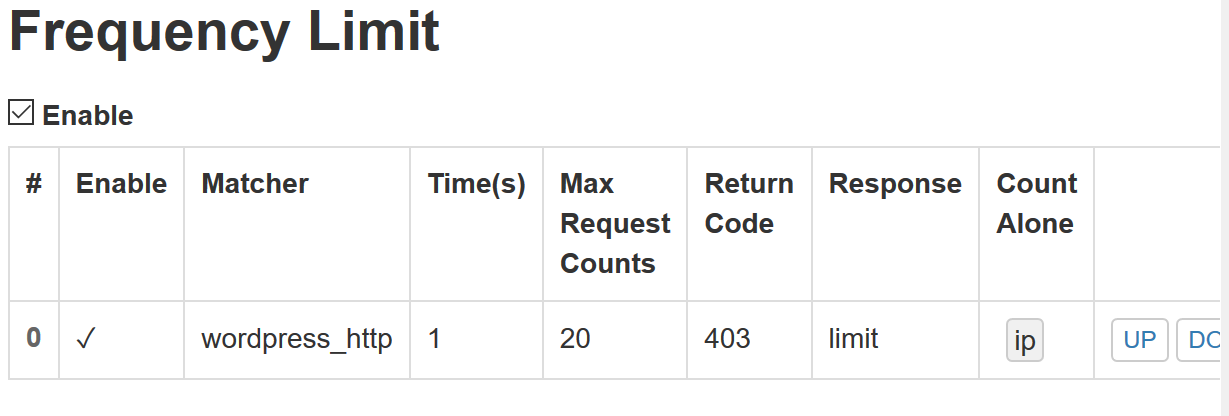 Frequency Limit
Enable
# Enable Matcher Time(s) Max Request Counts Return Code Response Count Alone
0 ✓ wordpress_http 1 20 403 limit ip UP DO